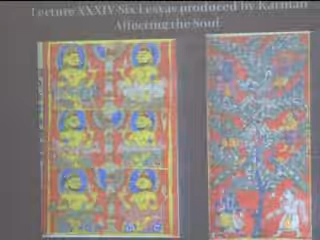 Lecture XXXIV Six Lesyas produced by Karman
Affecting the Soul.